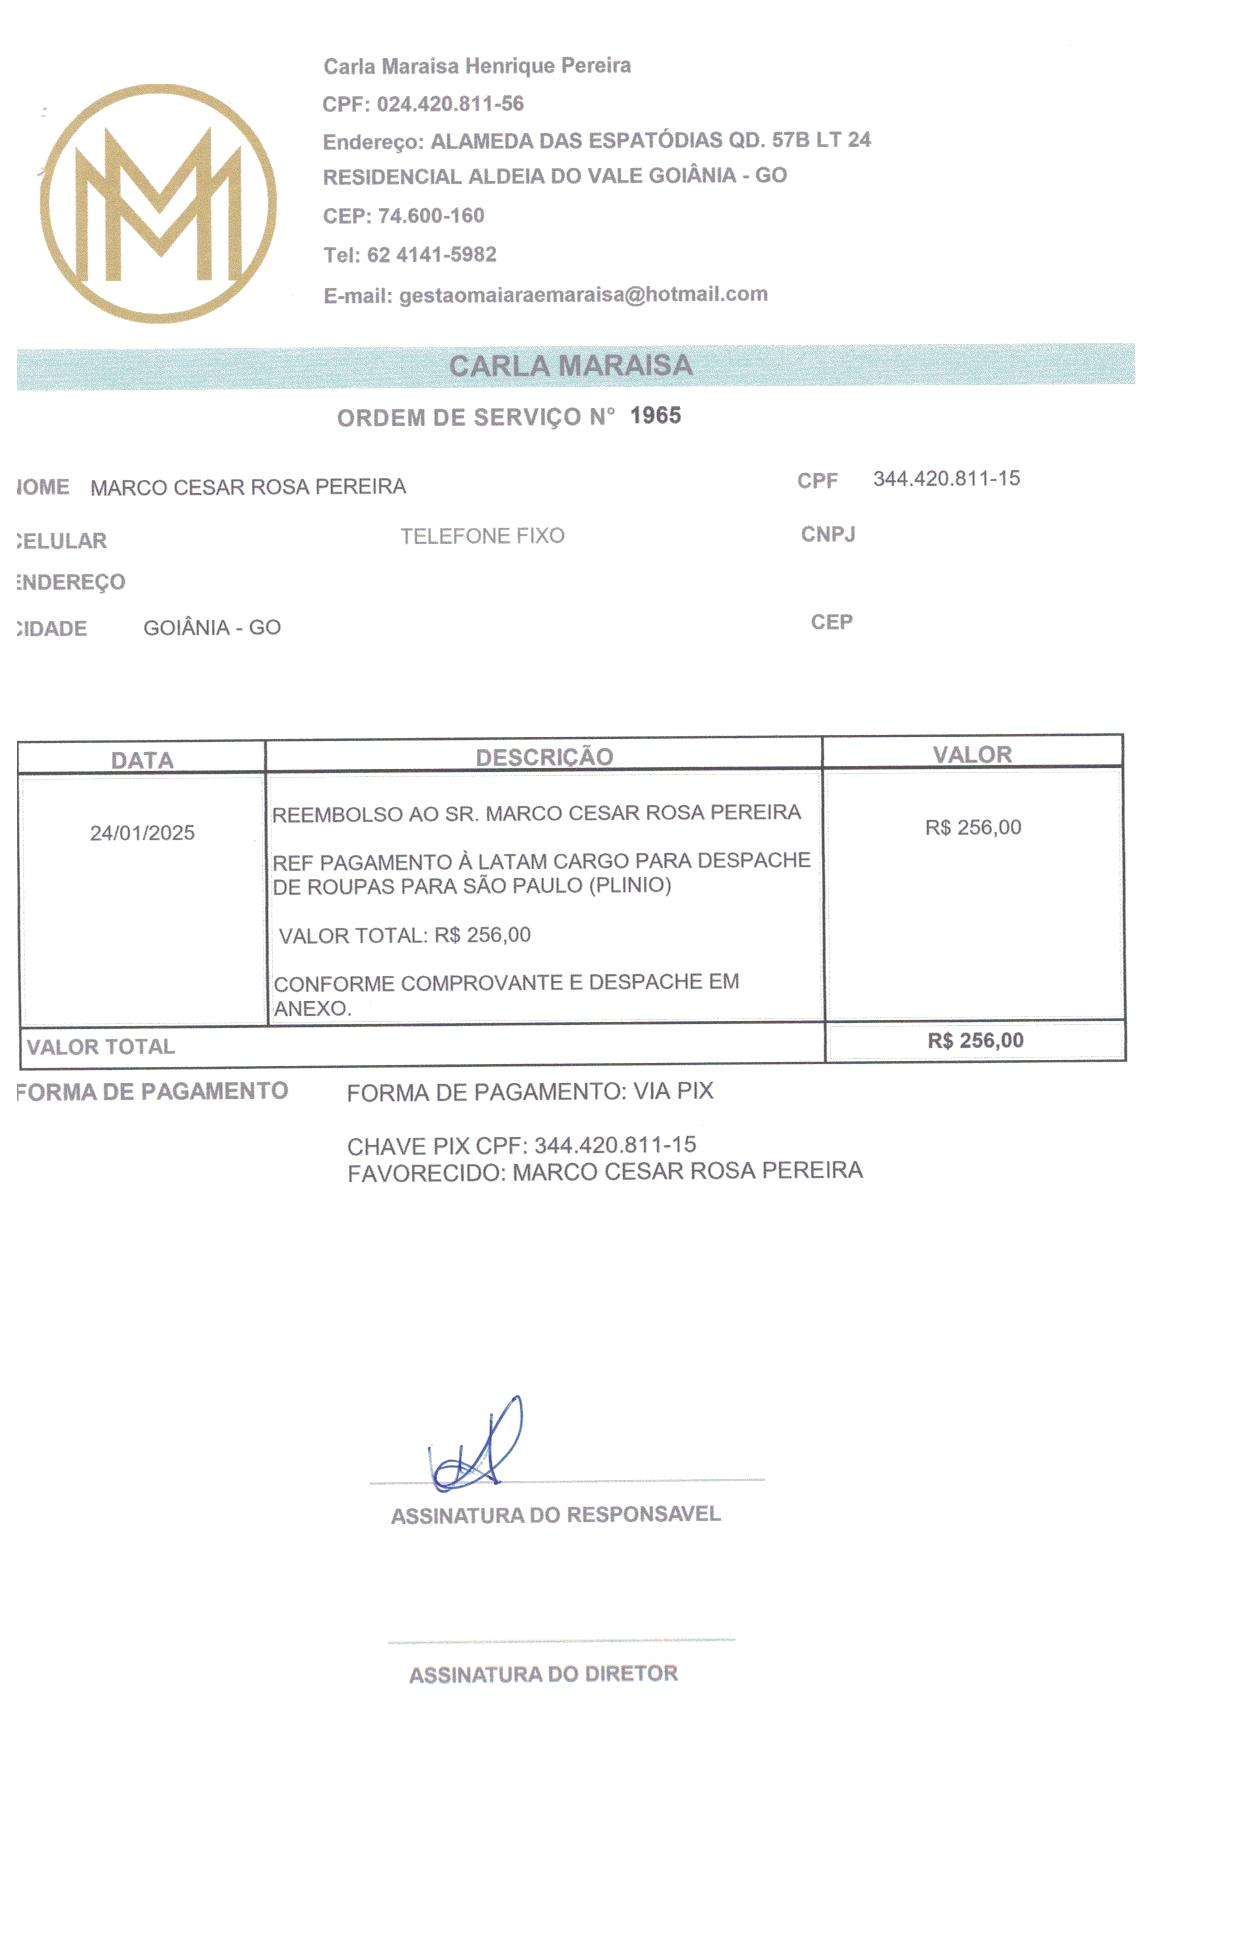 Carla Maraisa Henrique Pereira
CPF: 024.420.811-56
Endereço: ALAMEDA DAS ESPATÓDIAS QD. 57B LT 24
RESIDENCIAL ALDEIA DO VALE GOIÂNIA - GO
CEP: 74.600-160
Tel: 62 4141-5982
E-mail: gestaomaiaraemaraisa@hotmail.com
CARLA MARAISA
ORDEM DE SERVIÇO N° 1965
NOME MARCO CESAR ROSA PEREIRA CPF 344.420.811-15
CELULAR TELEFONE FIXO CNPJ
ENDEREÇO
CIDADE GOIÂNIA - GO CEP
DATA DESCRIÇÃO VALOR
REEMBOLSO AO SR. MARCO CESAR ROSA PEREIRA
24/01/2025 R$ 256,00
REF PAGAMENTO À LATAM CARGO PARA DESPACHE
DE ROUPAS PARA SÃO PAULO (PLINIO)
VALOR TOTAL: R$ 256,00
CONFORME COMPROVANTE E DESPACHE EM
ANEXO.
VALOR TOTAL R$ 256,00
FORMA DE PAGAMENTO FORMA DE PAGAMENTO: VIA PIX
CHAVE PIX CPF: 344.420.811-15
FAVORECIDO: MARCO CESAR ROSA PEREIRA
ASSINATURA DO RESPONSAVEL
ASSINATURA DO DIRETOR